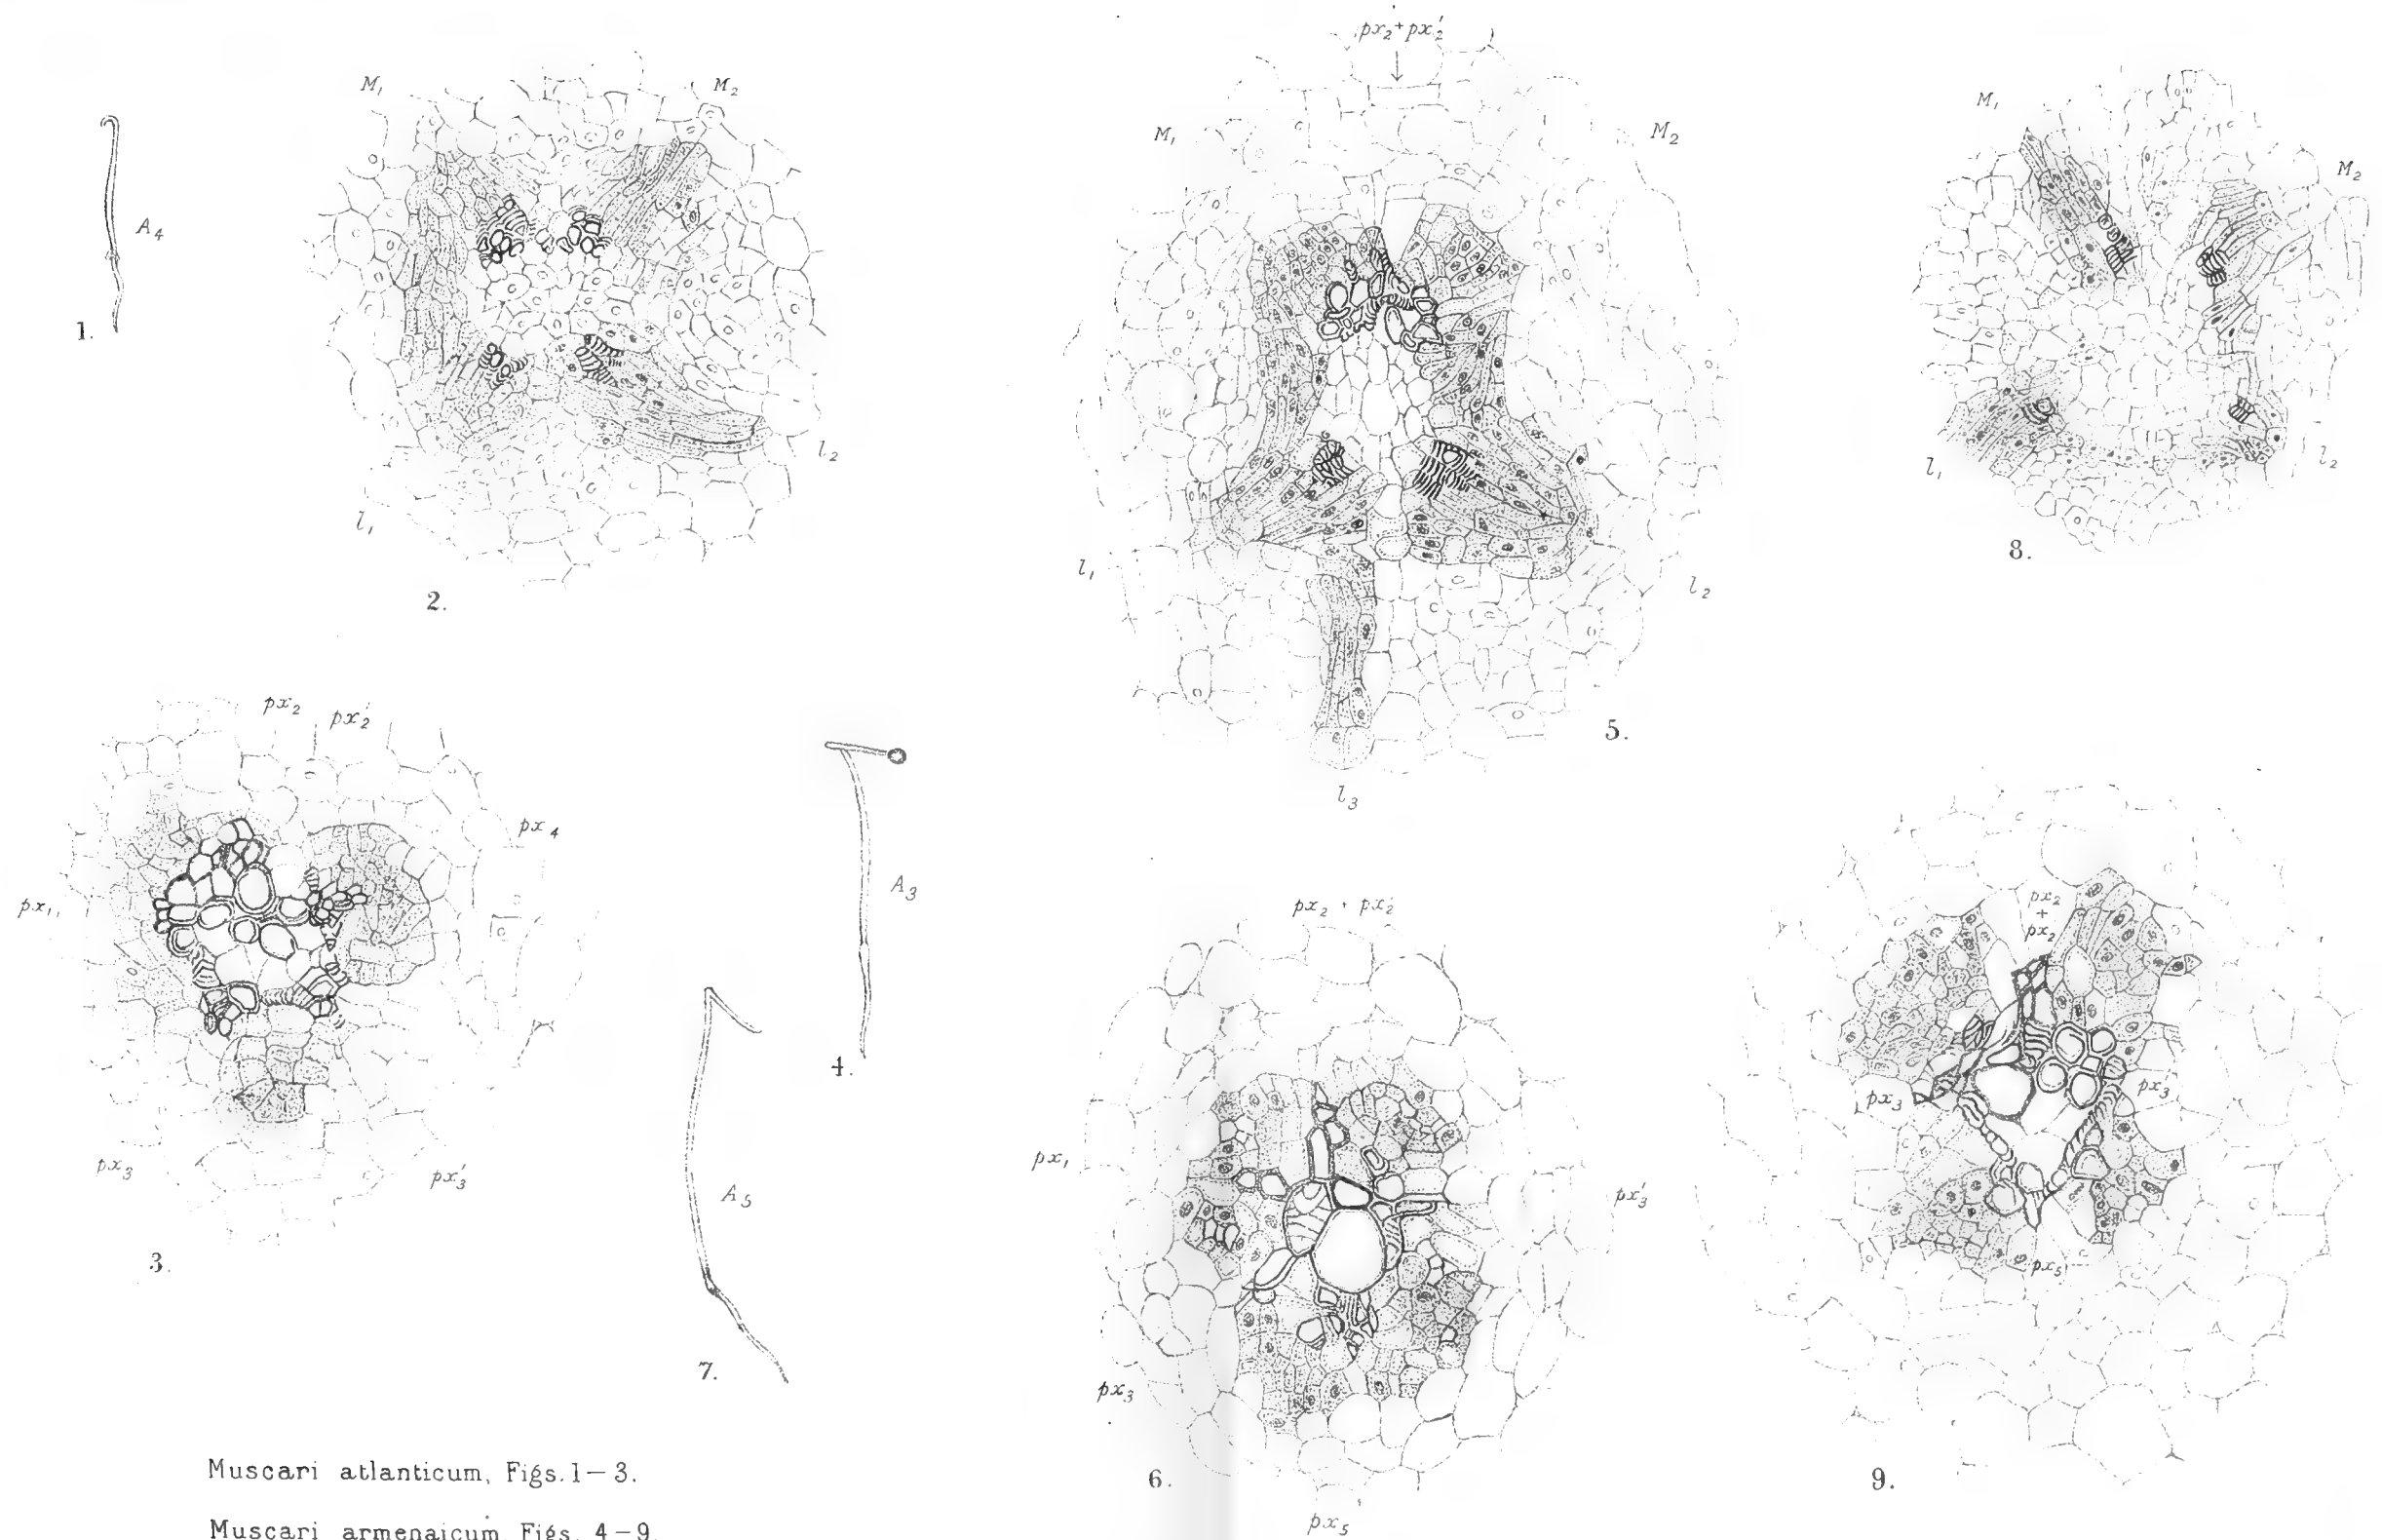 A₄
1.
M₁
M₂
l₁
l₂
2.
px₂
px₂′
px₄
px₁
px₃
px₃′
3.
A₃
4.
px₂ + px₂′
M₁
M₂
l₁
l₂
l₃
5.
px₂ + px₂′
px₁
px₃′
px₃
px₅
6.
A₅
7.
M₁
M₂
l₁
l₂
8.
px₂
+
px₂
px₃
px₃′
px₅
9.
Muscari atlanticum, Figs. 1–3.
Muscari armenaicum, Figs. 4–9.